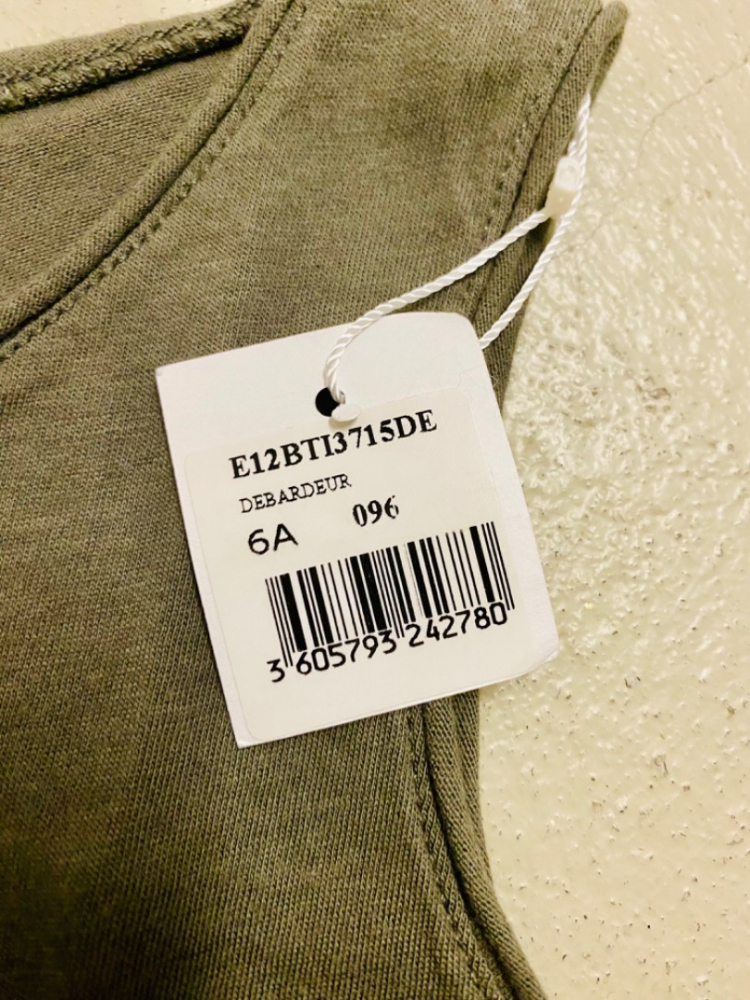 E12BTI3715DE
DEBARDEUR
6A 096
3 605793 242780